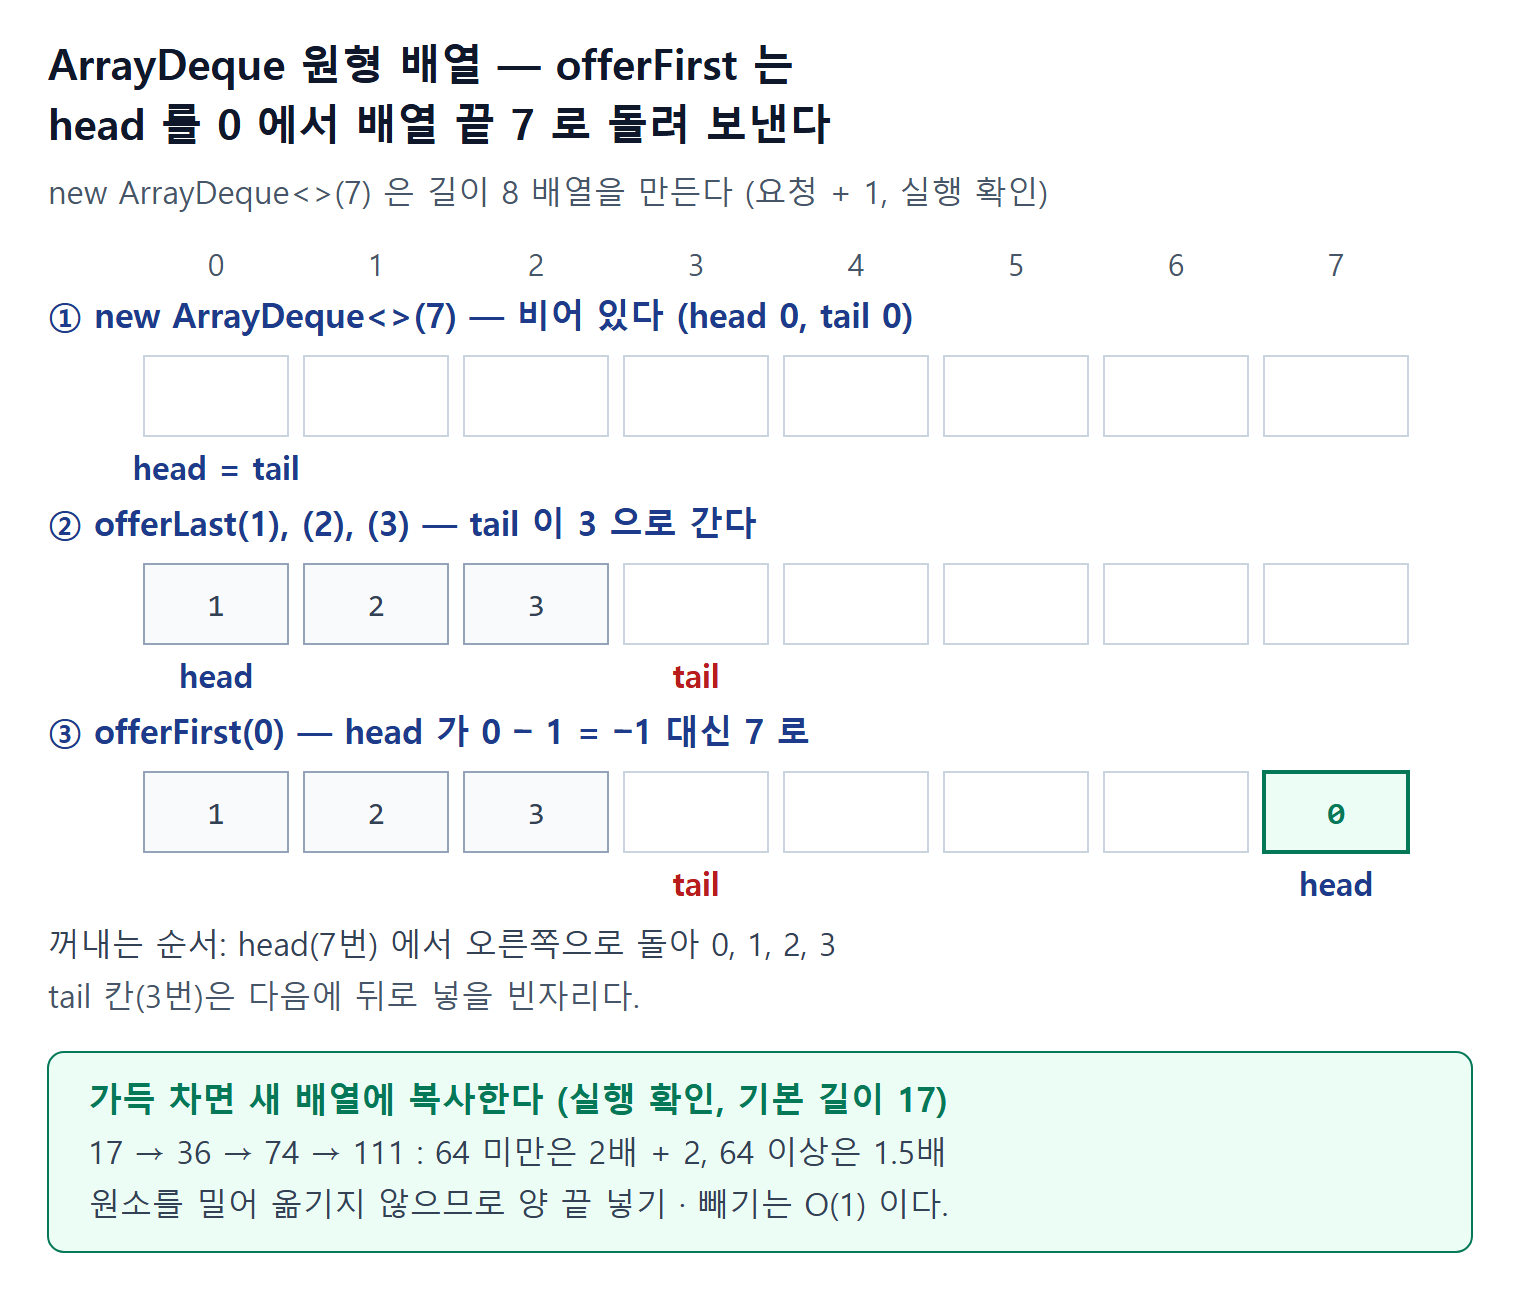 ArrayDeque 원형 배열 — offerFirst 는
head 를 0 에서 배열 끝 7 로 돌려 보낸다
new ArrayDeque<>(7) 은 길이 8 배열을 만든다 (요청 + 1, 실행 확인)
0 1 2 3 4 5 6 7
① new ArrayDeque<>(7) — 비어 있다 (head 0, tail 0)
head = tail
② offerLast(1), (2), (3) — tail 이 3 으로 간다
1 2 3
head tail
③ offerFirst(0) — head 가 0 − 1 = −1 대신 7 로
1 2 3 0
tail head
꺼내는 순서: head(7번) 에서 오른쪽으로 돌아 0, 1, 2, 3
tail 칸(3번)은 다음에 뒤로 넣을 빈자리다.
가득 차면 새 배열에 복사한다 (실행 확인, 기본 길이 17)
17 → 36 → 74 → 111 : 64 미만은 2배 + 2, 64 이상은 1.5배
원소를 밀어 옮기지 않으므로 양 끝 넣기 · 빼기는 O(1) 이다.